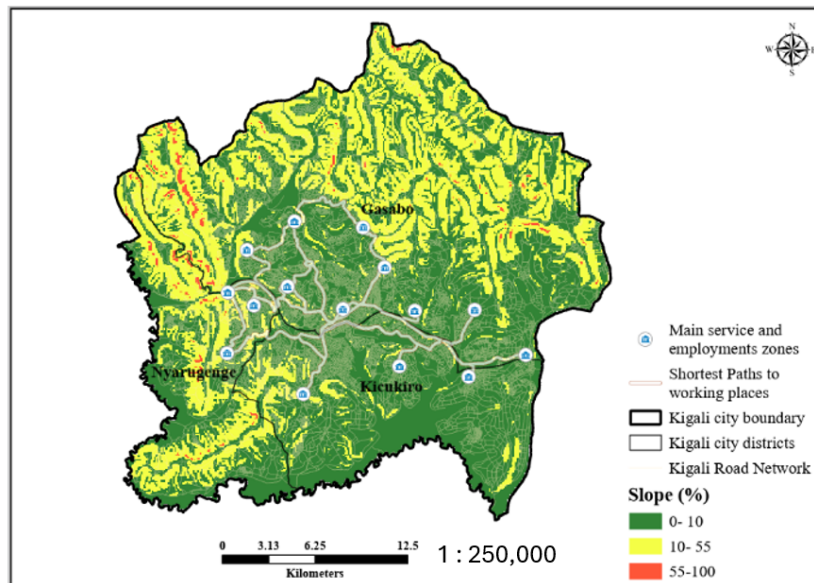 N
W
E
S
Gasabo
Nyarugenge
Kicukiro
Main service and
employments zones
Shortest Paths to
working places
Kigali city boundary
Kigali city districts
Kigali Road Network
Slope (%)
0- 10
10- 55
55-100
0 3.13 6.25 12.5
Kilometers
1 : 250,000